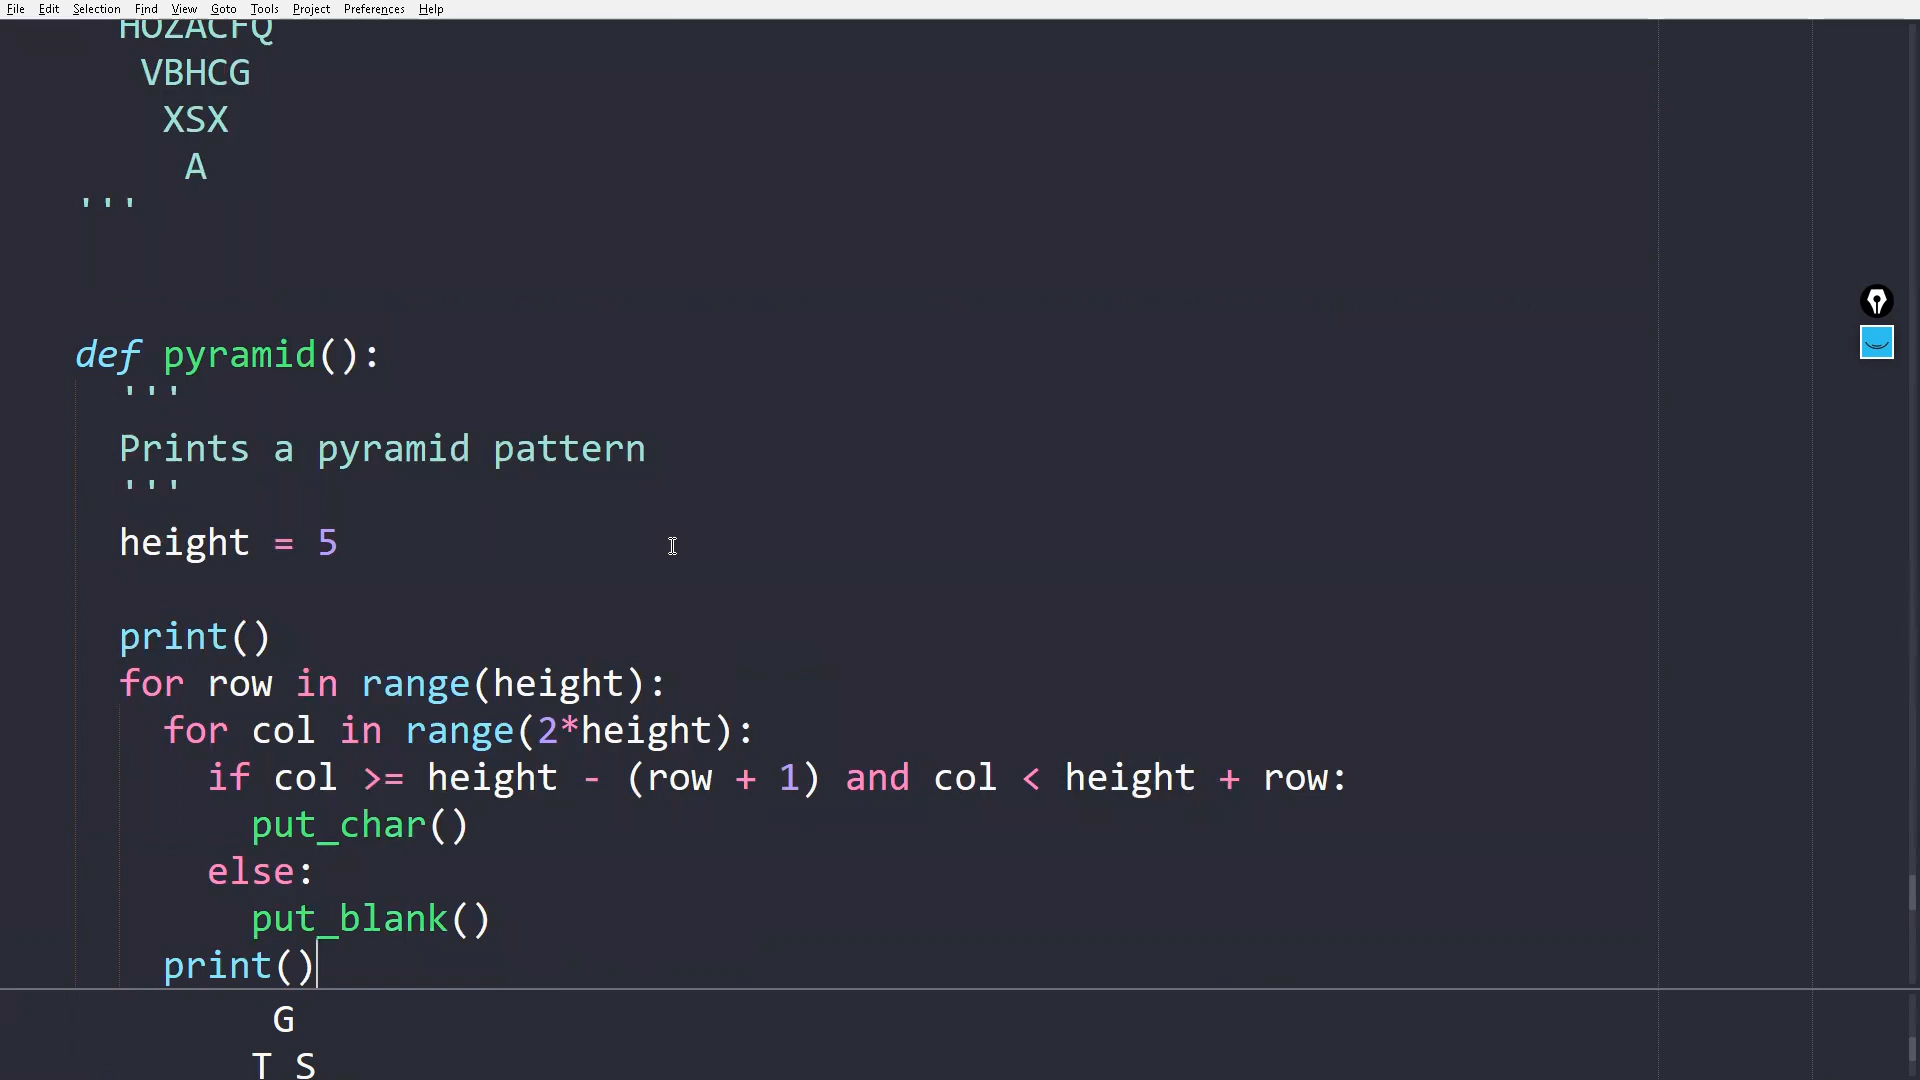 File Edit Selection Find View Goto Tools Project Preferences Help
HOZACFQ
VBHCG
XSX
A
'''
def pyramid():
'''
Prints a pyramid pattern
'''
height = 5
print()
for row in range(height):
for col in range(2*height):
if col >= height - (row + 1) and col < height + row:
put_char()
else:
put_blank()
print()
G
T S